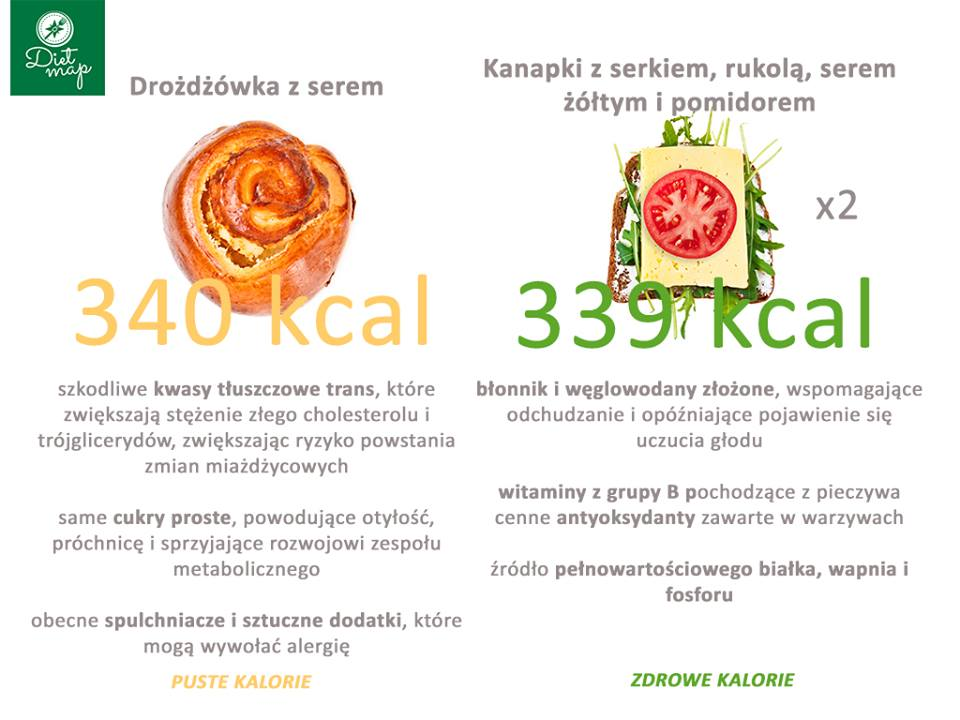 Diet
map
Drożdżówka z serem
340 kcal
szkodliwe kwasy tłuszczowe trans, które
zwiększają stężenie złego cholesterolu i
trójglicerydów, zwiększając ryzyko powstania
zmian miażdżycowych
same cukry proste, powodujące otyłość,
próchnicę i sprzyjające rozwojowi zespołu
metabolicznego
obecne spulchniacze i sztuczne dodatki, które
mogą wywołać alergię
PUSTE KALORIE
Kanapki z serkiem, rukolą, serem
żółtym i pomidorem
x2
339 kcal
błonnik i węglowodany złożone, wspomagające
odchudzanie i opóźniające pojawienie się
uczucia głodu
witaminy z grupy B pochodzące z pieczywa
cenne antyoksydanty zawarte w warzywach
źródło pełnowartościowego białka, wapnia i
fosforu
ZDROWE KALORIE